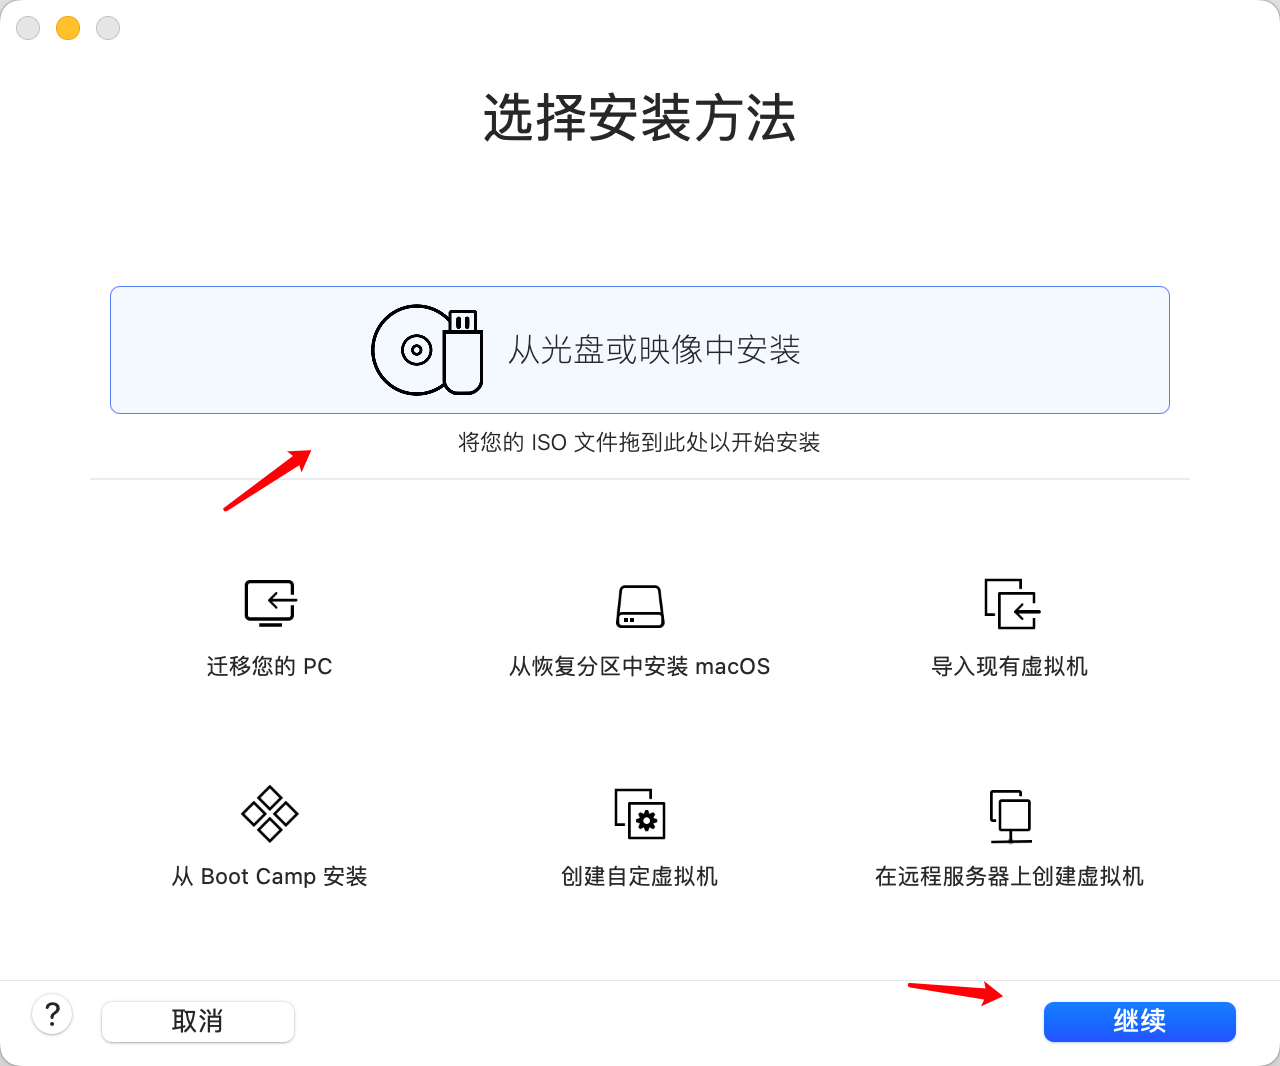 选择安装方法
从光盘或映像中安装
将您的 ISO 文件拖到此处以开始安装
迁移您的 PC
从恢复分区中安装 macOS
导入现有虚拟机
从 Boot Camp 安装
创建自定虚拟机
在远程服务器上创建虚拟机
?
取消
继续